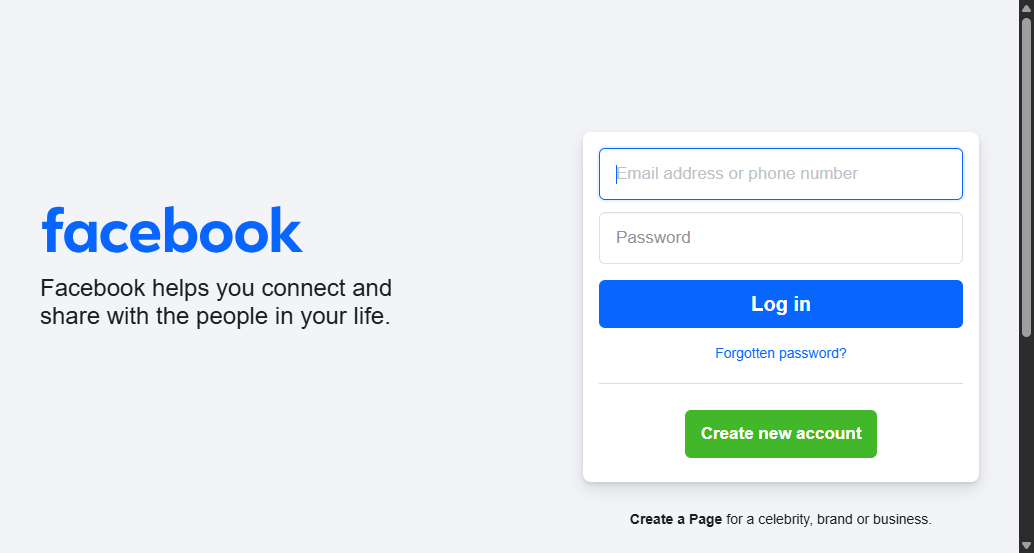 facebook
Facebook helps you connect and
share with the people in your life.
Email address or phone number
Password
Log in
Forgotten password?
Create new account
Create a Page for a celebrity, brand or business.